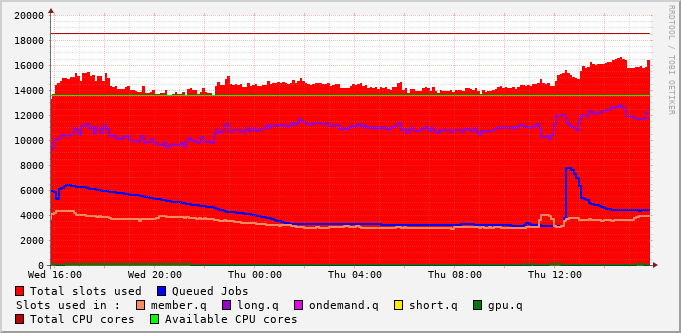 20000
18000
16000
14000
12000
10000
8000
6000
4000
2000
0
Wed 16:00 Wed 20:00 Thu 00:00 Thu 04:00 Thu 08:00 Thu 12:00
Total slots used Queued Jobs
Slots used in : member.q long.q ondemand.q short.q gpu.q
Total CPU cores Available CPU cores
RRDTOOL / TOBI OETIKER